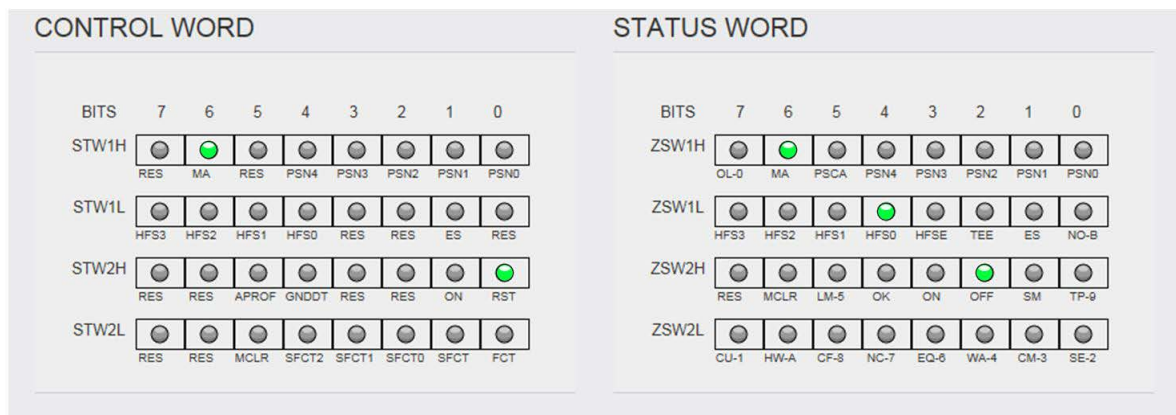 CONTROL WORD
BITS 7 6 5 4 3 2 1 0
STW1H
RES MA RES PSN4 PSN3 PSN2 PSN1 PSN0
STW1L
HFS3 HFS2 HFS1 HFS0 RES RES ES RES
STW2H
RES RES APROF GNDDT RES RES ON RST
STW2L
RES RES MCLR SFCT2 SFCT1 SFCT0 SFCT FCT
STATUS WORD
BITS 7 6 5 4 3 2 1 0
ZSW1H
OL-0 MA PSCA PSN4 PSN3 PSN2 PSN1 PSN0
ZSW1L
HFS3 HFS2 HFS1 HFS0 HFSE TEE ES NO-B
ZSW2H
RES MCLR LM-5 OK ON OFF SM TP-9
ZSW2L
CU-1 HW-A CF-8 NC-7 EQ-6 WA-4 CM-3 SE-2